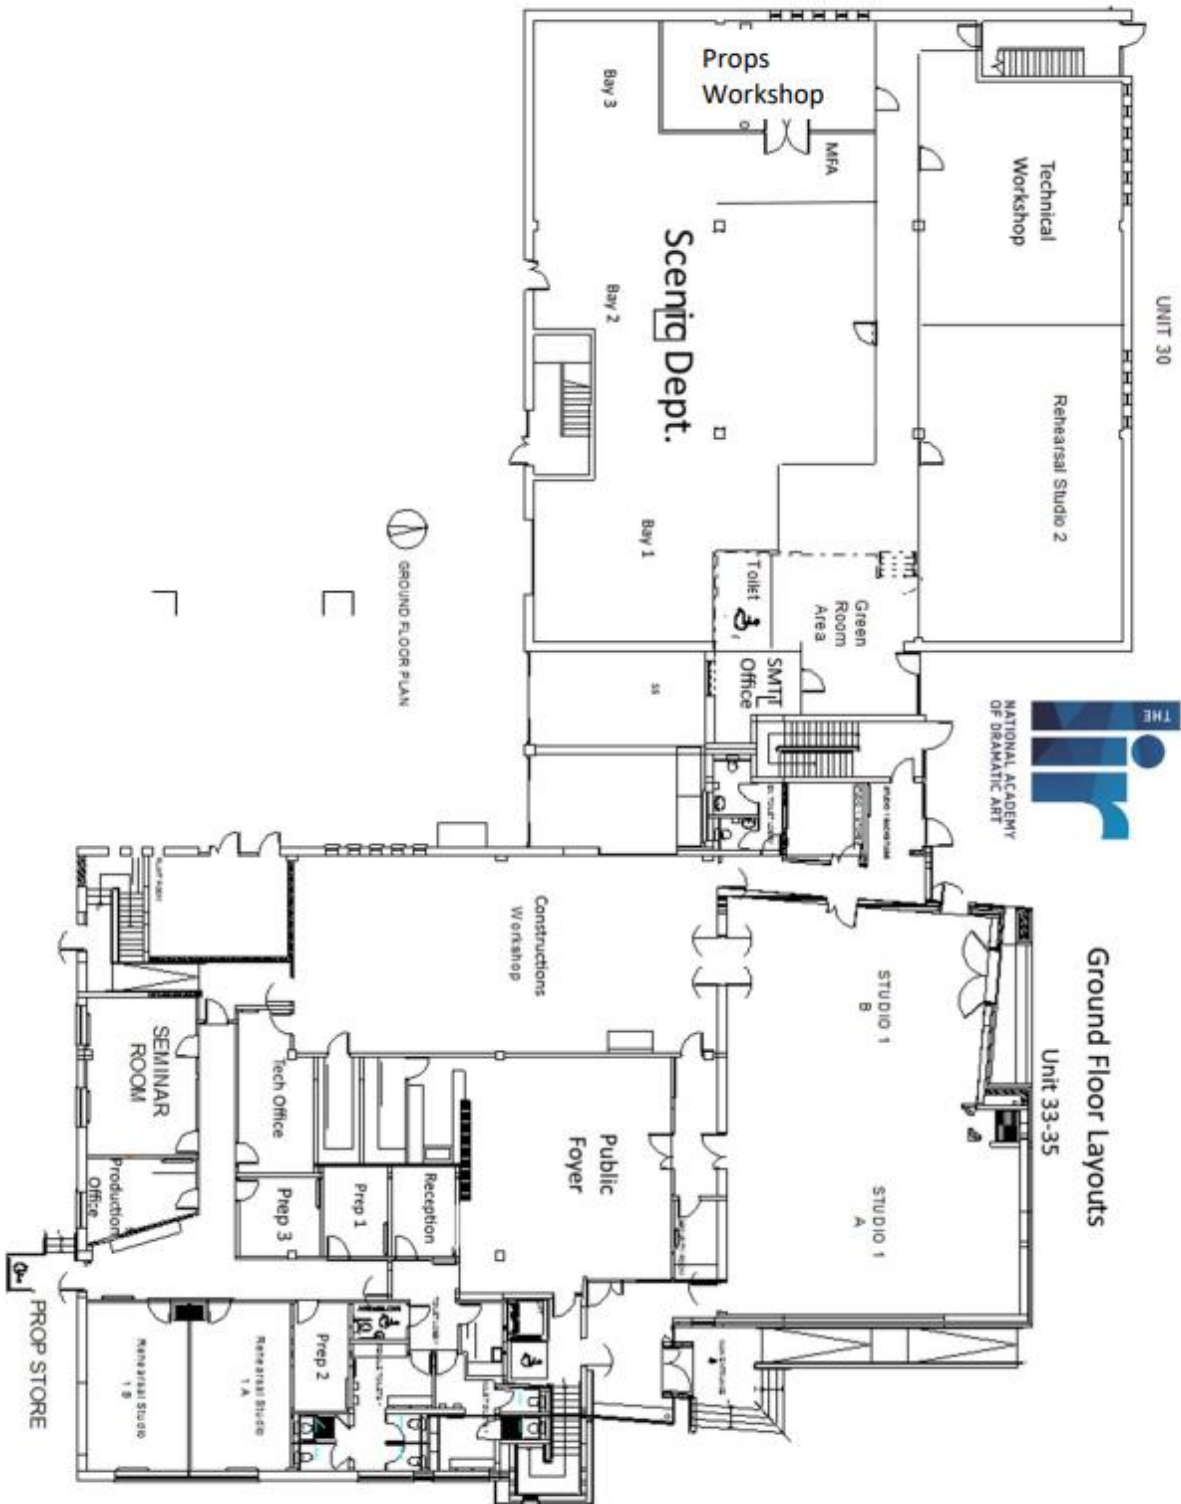 Ground Floor Layouts
Unit 33-35
THE
lir
NATIONAL ACADEMY
OF DRAMATIC ART
UNIT 30
Props
Workshop
MFA
Technical
Workshop
Rehearsal Studio 2
Bay 3
Bay 2
Bay 1
Scenic Dept.
Toilet
Green
Room
Area
SMTT
Office
SS
GROUND FLOOR PLAN
Constructions
Workshop
STUDIO 1
B
STUDIO 1
A
Public
Foyer
Reception
Prep 1
Prep 3
Tech Office
SEMINAR
ROOM
Production
Office
Prep 2
Rehearsal Studio
1 A
Rehearsal Studio
1 B
PROP STORE